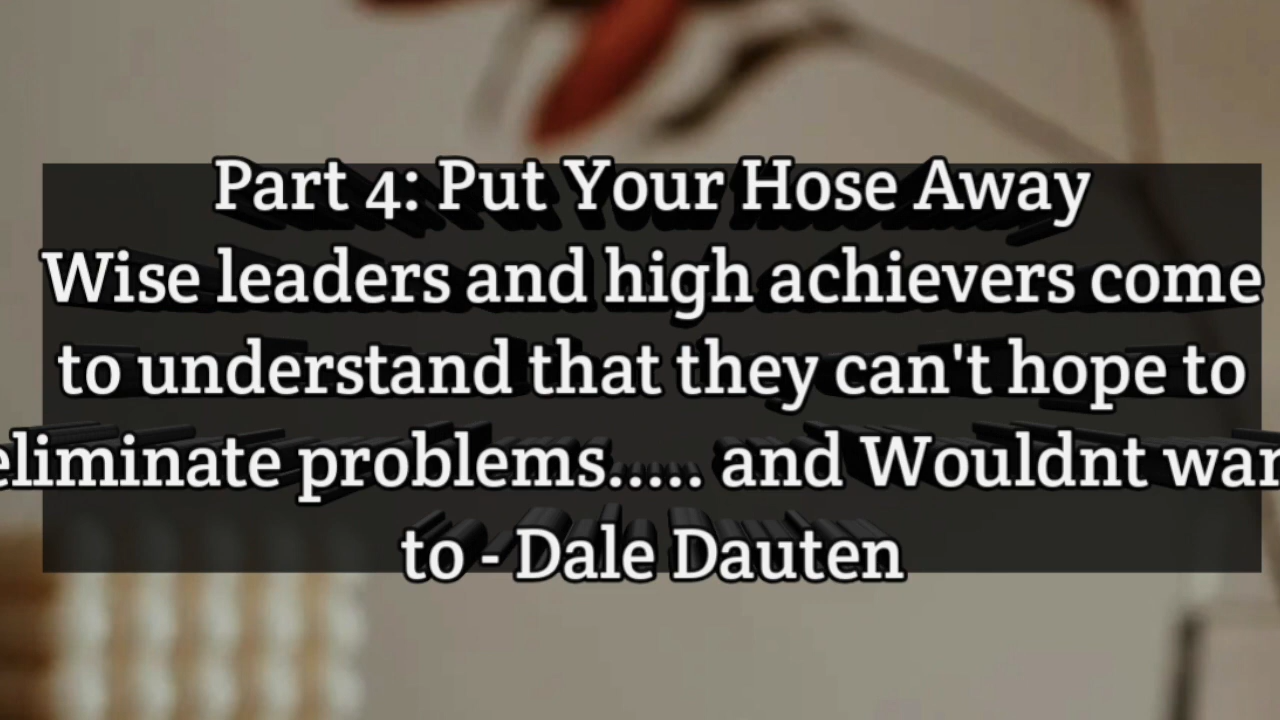 Part 4: Put Your Hose Away
Wise leaders and high achievers come
to understand that they can't hope to
eliminate problems..... and Wouldnt wan
to - Dale Dauten